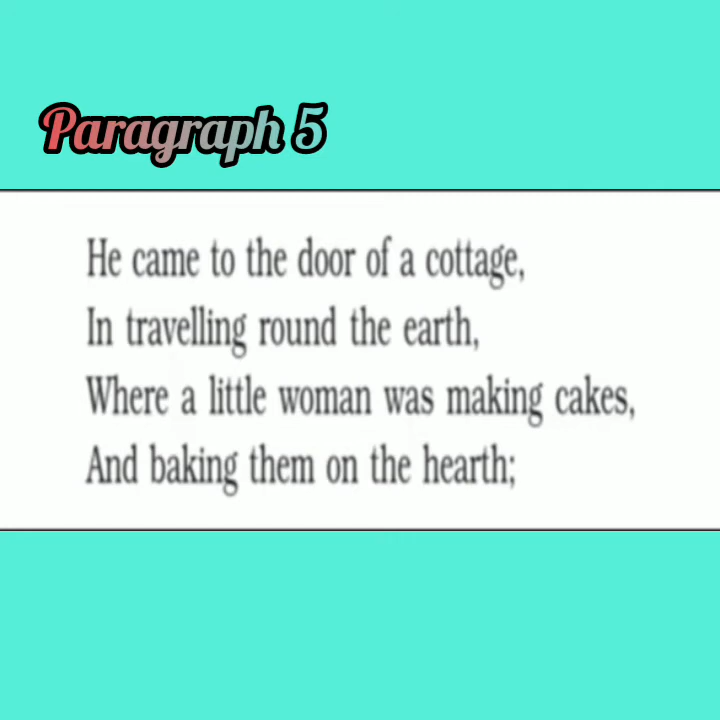 Paragraph 5
He came to the door of a cottage,
In travelling round the earth,
Where a little woman was making cakes,
And baking them on the hearth;